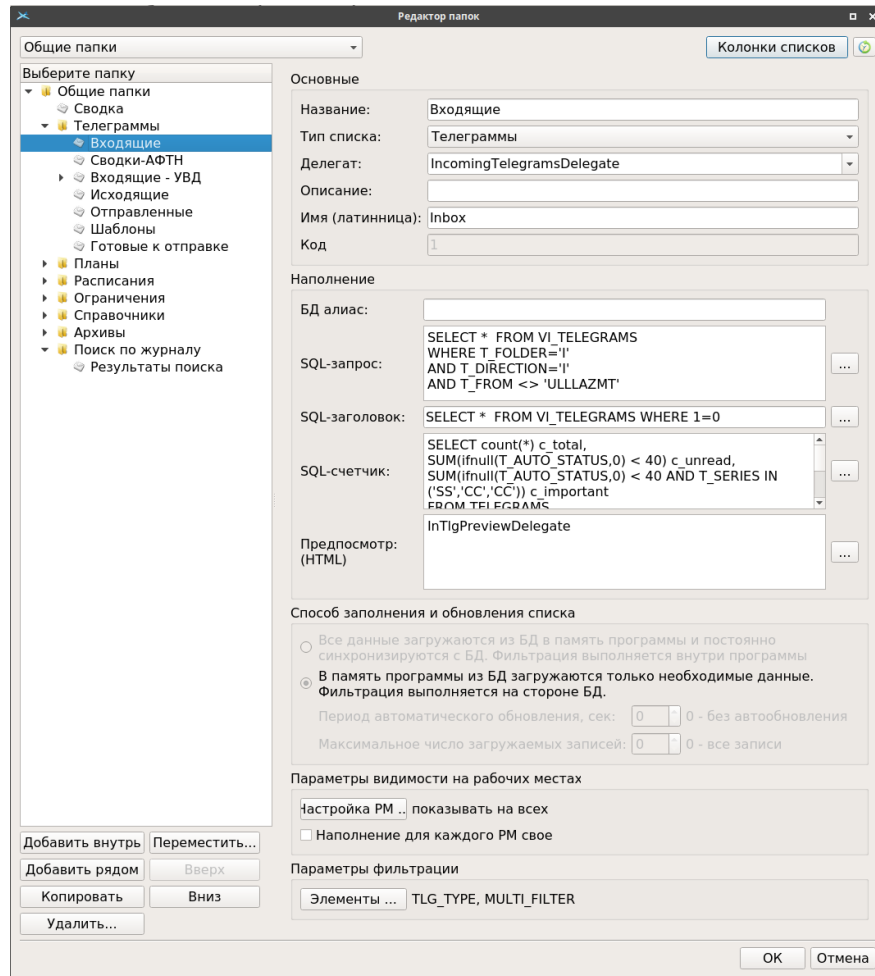 Редактор папок
Общие папки
Колонки списков
Выберите папку
Общие папки
Сводка
Телеграммы
Входящие
Сводки-АФТН
Входящие - УВД
Исходящие
Отправленные
Шаблоны
Готовые к отправке
Планы
Расписания
Ограничения
Справочники
Архивы
Поиск по журналу
Результаты поиска
Добавить внутрь Переместить...
Добавить рядом Вверх
Копировать Вниз
Удалить...
Основные
Название: Входящие
Тип списка: Телеграммы
Делегат: IncomingTelegramsDelegate
Описание:
Имя (латинница): Inbox
Код 1
Наполнение
БД алиас:
SQL-запрос:
SELECT * FROM VI_TELEGRAMS
WHERE T_FOLDER='I'
AND T_DIRECTION='I'
AND T_FROM <> 'ULLLAZMT'
...
SQL-заголовок: SELECT * FROM VI_TELEGRAMS WHERE 1=0 ...
SQL-счетчик:
SELECT count(*) c_total,
SUM(ifnull(T_AUTO_STATUS,0) < 40) c_unread,
SUM(ifnull(T_AUTO_STATUS,0) < 40 AND T_SERIES IN
('SS','CC','СС')) c_important
FROM TELEGRAMS
...
Предпосмотр:
(HTML)
InTlgPreviewDelegate
...
Способ заполнения и обновления списка
Все данные загружаются из БД в память программы и постоянно
синхронизируются с БД. Фильтрация выполняется внутри программы
В память программы из БД загружаются только необходимые данные.
Фильтрация выполняется на стороне БД.
Период автоматического обновления, сек: 0 0 - без автообновления
Максимальное число загружаемых записей: 0 0 - все записи
Параметры видимости на рабочих местах
Настройка РМ .. показывать на всех
Наполнение для каждого РМ свое
Параметры фильтрации
Элементы ... TLG_TYPE, MULTI_FILTER
OK Отмена